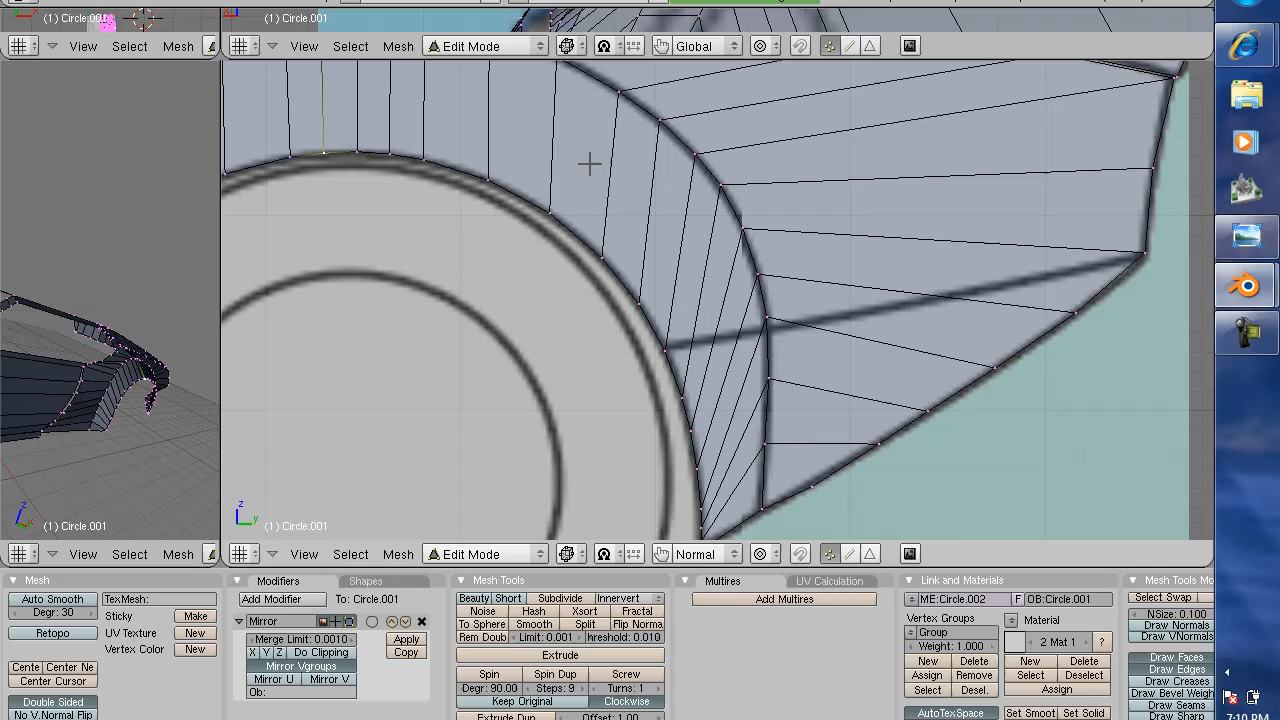 (1) Circle.001
(1) Circle.001
View Select Mesh
View Select Mesh Edit Mode Global
z
x
(1) Circle.001
z
y
(1) Circle.001
View Select Mesh
View Select Mesh Edit Mode Normal
Mesh
Auto Smooth
Degr: 30
Retopo
Cente Center Ne
Center Cursor
Double Sided
No V.Normal Flip
TexMesh:
Sticky Make
UV Texture New
Vertex Color New
Modifiers Shapes
Add Modifier To: Circle.001
Mirror
Merge Limit: 0.0010
X Y Z Do Clipping
Mirror Vgroups
Mirror U Mirror V
Ob:
Apply
Copy
Mesh Tools
Beauty Short Subdivide Innervert
Noise Hash Xsort Fractal
To Sphere Smooth Split Flip Norma
Rem Doub Limit: 0.001 hreshold: 0.010
Extrude
Spin Spin Dup Screw
Degr: 90.00 Steps: 9 Turns: 1
Keep Original Clockwise
Extrude Dup Offset: 1.00
Multires UV Calculation
Add Multires
Link and Materials
ME:Circle.002 F OB:Circle.001
Vertex Groups
Group
Weight: 1.000
New Delete
Assign Remove
Select Desel.
AutoTexSpace
Material
2 Mat 1 ?
New Delete
Select Deselect
Assign
Set Smoot Set Solid
Mesh Tools Mo
Select Swap
NSize: 0.100
Draw Normals
Draw VNormals
Draw Faces
Draw Edges
Draw Creases
Draw Bevel Weigh
Draw Seams
7:10 PM